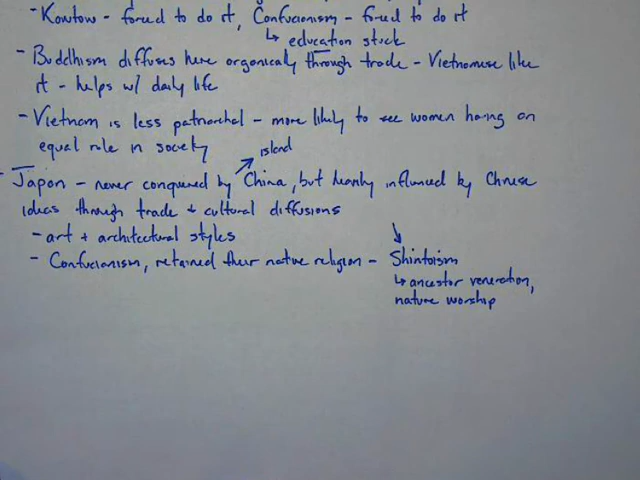 - Kowtow - forced to do it, Confucianism - forced to do it
↳ education stuck
- Buddhism diffuses here organically through trade - Vietnamese like
it - helps w/ daily life
- Vietnam is less patriarchal - more likely to see women having an
equal role in society
island
- Japan - never conquered by China, but heavily influenced by Chinese
ideas through trade + cultural diffusions
- art + architectural styles
- Confucianism, retained their native religion - Shintoism
↳ ancestor veneration,
nature worship